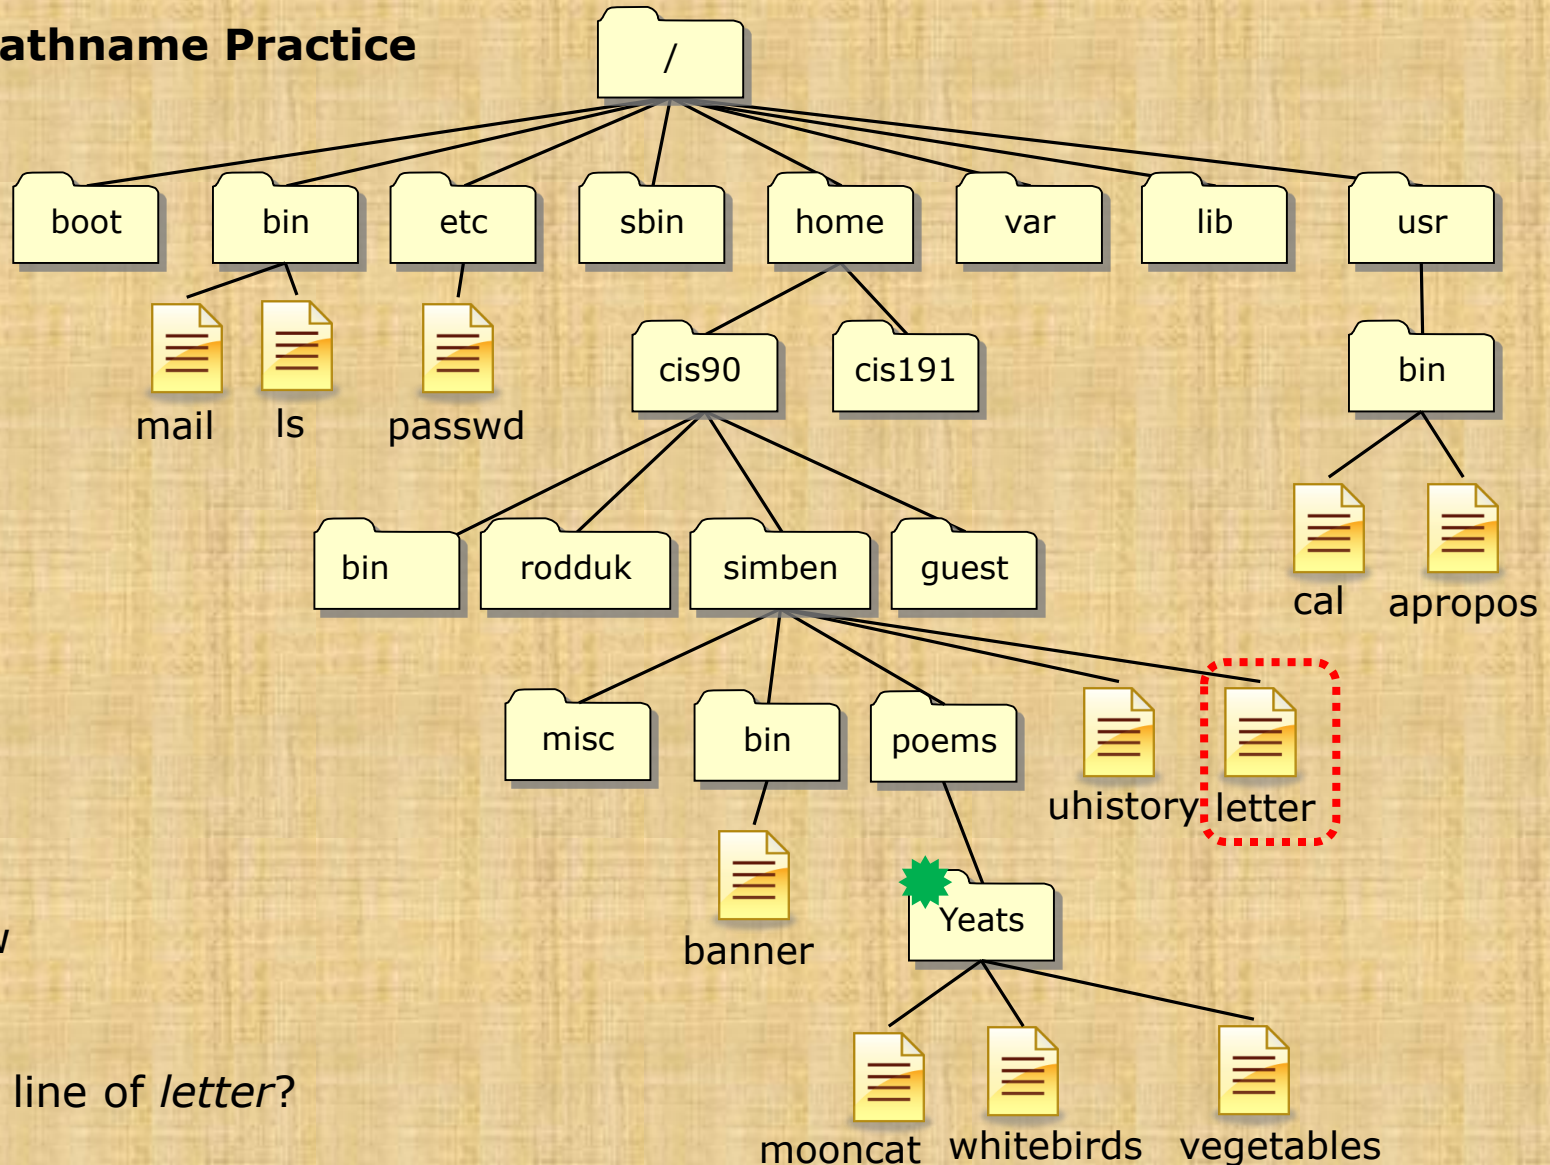 athname Practice
/
boot bin etc sbin home var lib usr
mail ls passwd
cis90 cis191 bin
bin rodduk simben guest
cal apropos
misc bin poems
uhistory letter
banner
Yeats
line of letter?
mooncat whitebirds vegetables